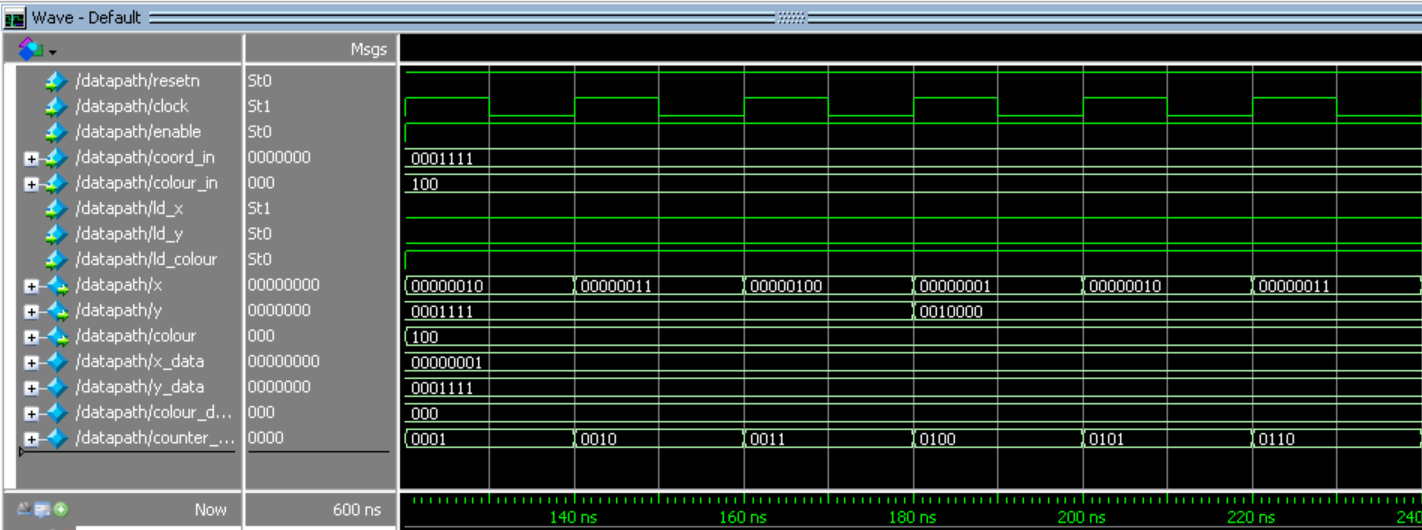 Wave - Default
Msgs
/datapath/resetn St0
/datapath/clock St1
/datapath/enable St0
/datapath/coord_in 0000000 0001111
/datapath/colour_in 000 100
/datapath/ld_x St1
/datapath/ld_y St0
/datapath/ld_colour St0
/datapath/x 00000000 00000010 00000011 00000100 00000001 00000010 00000011
/datapath/y 0000000 0001111 0010000
/datapath/colour 000 100
/datapath/x_data 00000000 00000001
/datapath/y_data 0000000 0001111
/datapath/colour_d... 000 000
/datapath/counter_... 0000 0001 0010 0011 0100 0101 0110
Now 600 ns 140 ns 160 ns 180 ns 200 ns 220 ns 240